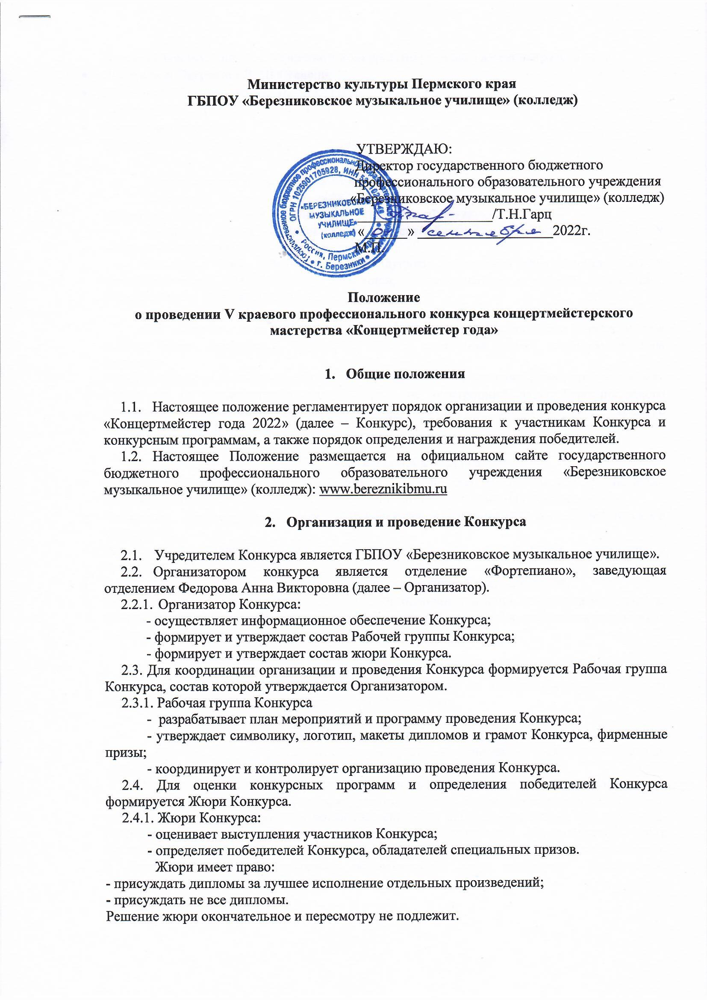 Министерство культуры Пермского края
ГБПОУ «Березниковское музыкальное училище» (колледж)
УТВЕРЖДАЮ:
Директор государственного бюджетного
профессионального образовательного учреждения
«Березниковское музыкальное училище» (колледж)
/Т.Н.Гарц
« » сентября 2022г.
М.П.
ОГРН 1025901705928, ИНН
«БЕРЕЗНИКОВСКОЕ
МУЗЫКАЛЬНОЕ
УЧИЛИЩЕ»
(колледж)
Россия, Пермский край
г. Березники
Положение
о проведении V краевого профессионального конкурса концертмейстерского
мастерства «Концертмейстер года»
1. Общие положения
1.1. Настоящее положение регламентирует порядок организации и проведения конкурса
«Концертмейстер года 2022» (далее – Конкурс), требования к участникам Конкурса и
конкурсным программам, а также порядок определения и награждения победителей.
1.2. Настоящее Положение размещается на официальном сайте государственного
бюджетного профессионального образовательного учреждения «Березниковское
музыкальное училище» (колледж): www.bereznikibmu.ru
2. Организация и проведение Конкурса
2.1. Учредителем Конкурса является ГБПОУ «Березниковское музыкальное училище».
2.2. Организатором конкурса является отделение «Фортепиано», заведующая
отделением Федорова Анна Викторовна (далее – Организатор).
2.2.1. Организатор Конкурса:
- осуществляет информационное обеспечение Конкурса;
- формирует и утверждает состав Рабочей группы Конкурса;
- формирует и утверждает состав жюри Конкурса.
2.3. Для координации организации и проведения Конкурса формируется Рабочая группа
Конкурса, состав которой утверждается Организатором.
2.3.1. Рабочая группа Конкурса
- разрабатывает план мероприятий и программу проведения Конкурса;
- утверждает символику, логотип, макеты дипломов и грамот Конкурса, фирменные
призы;
- координирует и контролирует организацию проведения Конкурса.
2.4. Для оценки конкурсных программ и определения победителей Конкурса
формируется Жюри Конкурса.
2.4.1. Жюри Конкурса:
- оценивает выступления участников Конкурса;
- определяет победителей Конкурса, обладателей специальных призов.
Жюри имеет право:
- присуждать дипломы за лучшее исполнение отдельных произведений;
- присуждать не все дипломы.
Решение жюри окончательное и пересмотру не подлежит.